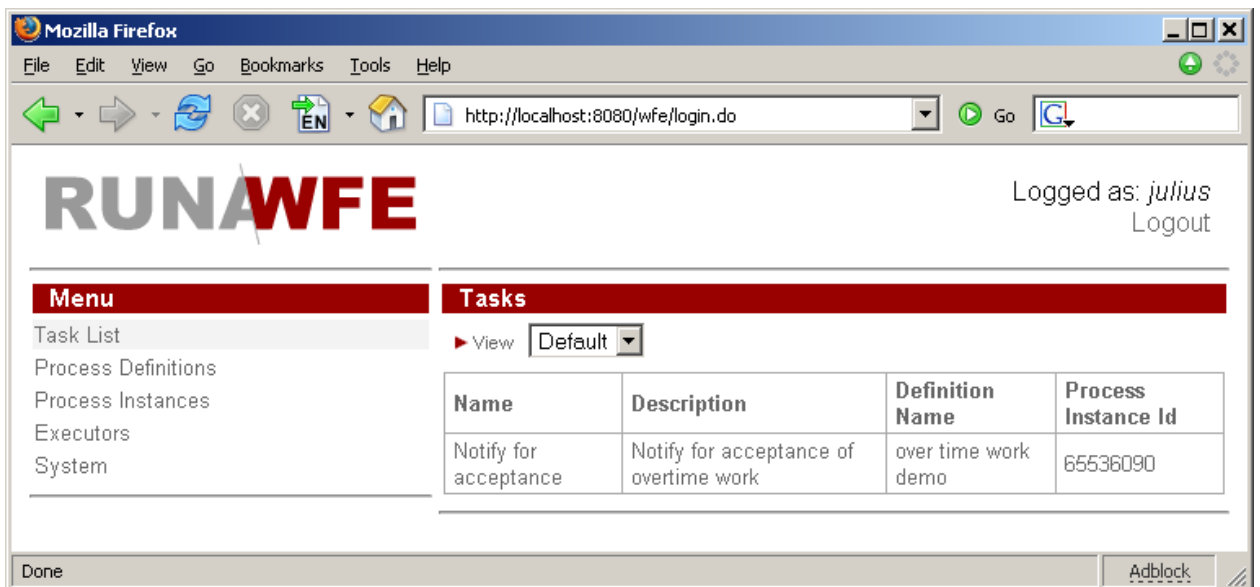 Mozilla Firefox
File Edit View Go Bookmarks Tools Help
EN http://localhost:8080/wfe/login.do Go G
RUNAWFE
Logged as: julius
Logout
Menu
Task List
Process Definitions
Process Instances
Executors
System
Tasks
View Default
Name Description Definition Name Process Instance Id
Notify for acceptance Notify for acceptance of overtime work over time work demo 65536090
Done Adblock